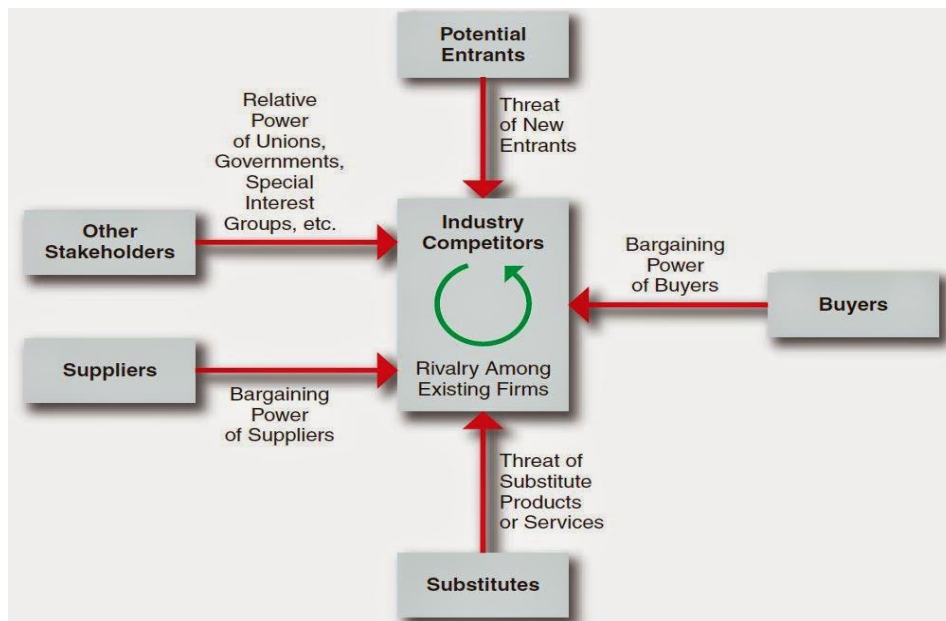 Potential
Entrants
Threat
of New
Entrants
Relative
Power
of Unions,
Governments,
Special
Interest
Groups, etc.
Other
Stakeholders
Industry
Competitors
Rivalry Among
Existing Firms
Bargaining
Power
of Buyers
Buyers
Suppliers
Bargaining
Power
of Suppliers
Threat of
Substitute
Products
or Services
Substitutes